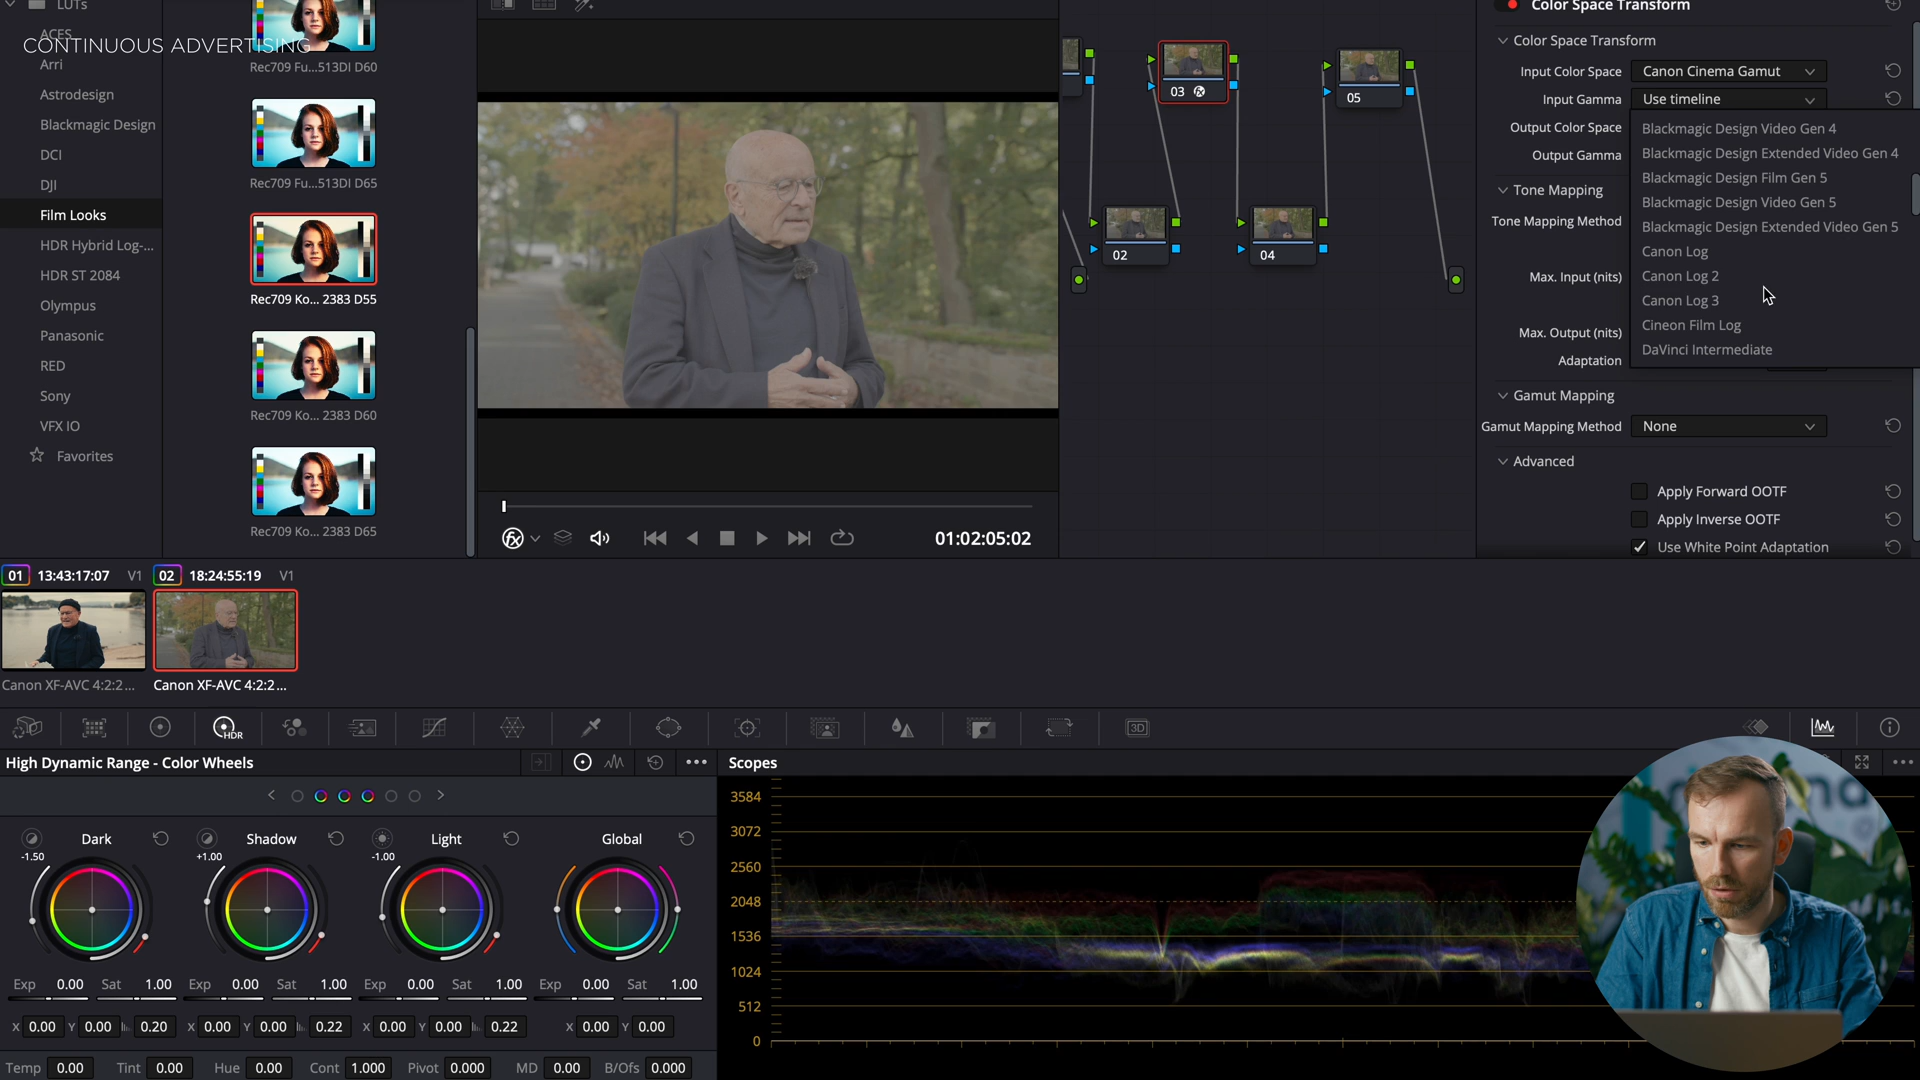 LUTs
ACES
CONTINUOUS ADVERTISING
Arri
Astrodesign
Blackmagic Design
DCI
DJI
Film Looks
HDR Hybrid Log-...
HDR ST 2084
Olympus
Panasonic
RED
Sony
VFX IO
Favorites
Rec709 Fu...513DI D60
Rec709 Fu...513DI D65
Rec709 Ko... 2383 D55
Rec709 Ko... 2383 D60
Rec709 Ko... 2383 D65
01:02:05:02
03
05
02
04
Color Space Transform
Color Space Transform
Input Color Space Canon Cinema Gamut
Input Gamma Use timeline
Output Color Space
Output Gamma
Tone Mapping
Tone Mapping Method
Max. Input (nits)
Max. Output (nits)
Adaptation
Blackmagic Design Video Gen 4
Blackmagic Design Extended Video Gen 4
Blackmagic Design Film Gen 5
Blackmagic Design Video Gen 5
Blackmagic Design Extended Video Gen 5
Canon Log
Canon Log 2
Canon Log 3
Cineon Film Log
DaVinci Intermediate
Gamut Mapping
Gamut Mapping Method None
Advanced
Apply Forward OOTF
Apply Inverse OOTF
Use White Point Adaptation
01 13:43:17:07 V1 02 18:24:55:19 V1
Canon XF-AVC 4:2:2... Canon XF-AVC 4:2:2...
HDR
3D
High Dynamic Range - Color Wheels
Scopes
Dark Shadow Light Global
-1.50 +1.00 -1.00
Exp 0.00 Sat 1.00 Exp 0.00 Sat 1.00 Exp 0.00 Sat 1.00 Exp 0.00 Sat 1.00
X 0.00 Y 0.00 0.20 X 0.00 Y 0.00 0.22 X 0.00 Y 0.00 0.22 X 0.00 Y 0.00
Temp 0.00 Tint 0.00 Hue 0.00 Cont 1.000 Pivot 0.000 MD 0.00 B/Ofs 0.000
3584
3072
2560
2048
1536
1024
512
0